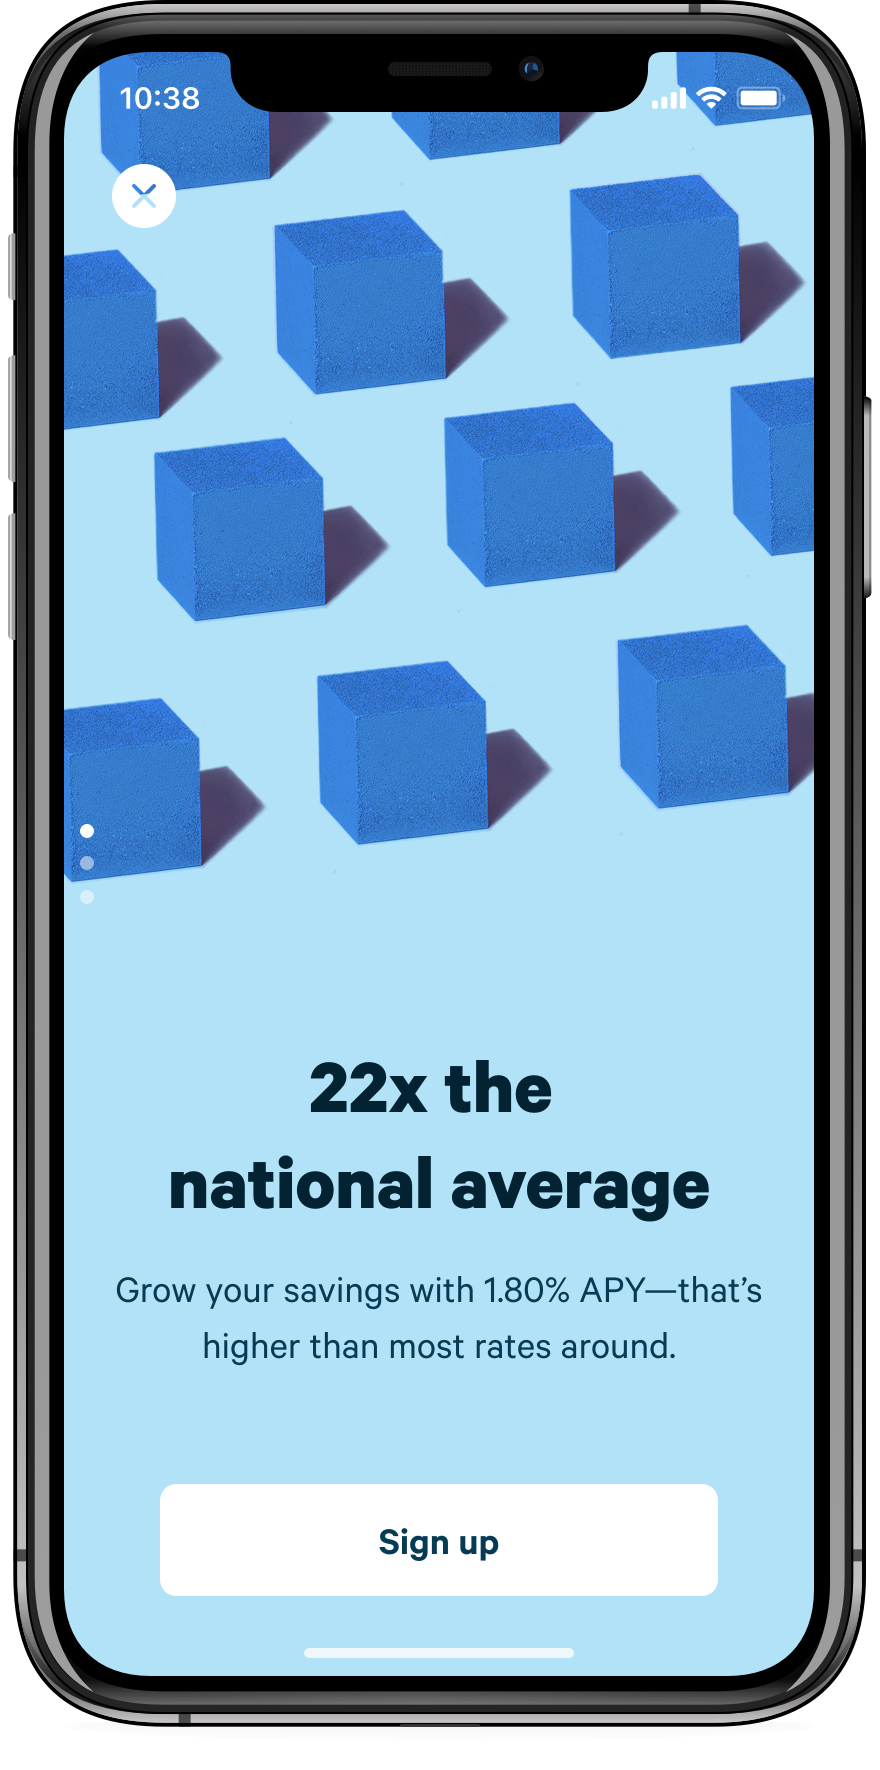 10:38
22x the
national average
Grow your savings with 1.80% APY—that’s
higher than most rates around.
Sign up